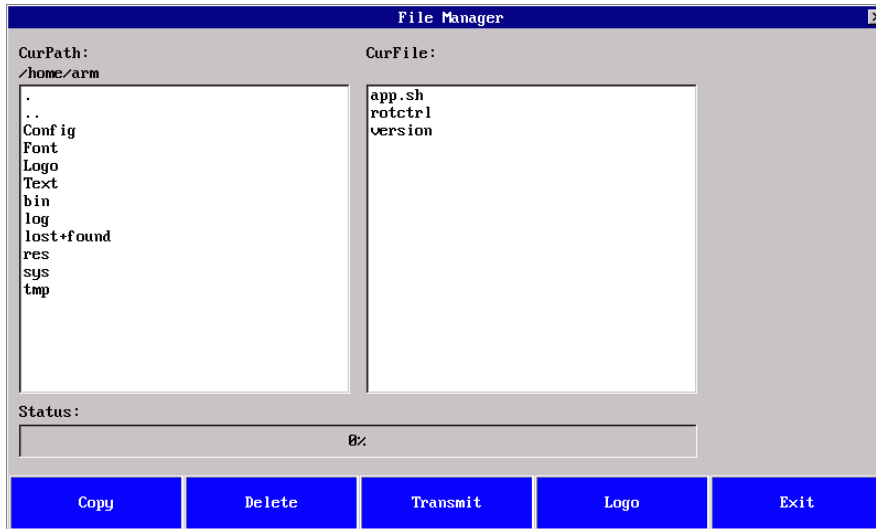 File Manager
CurPath:
/home/arm
.
..
Config
Font
Logo
Text
bin
log
lost+found
res
sys
tmp
CurFile:
app.sh
rotctrl
version
Status:
0%
Copy
Delete
Transmit
Logo
Exit